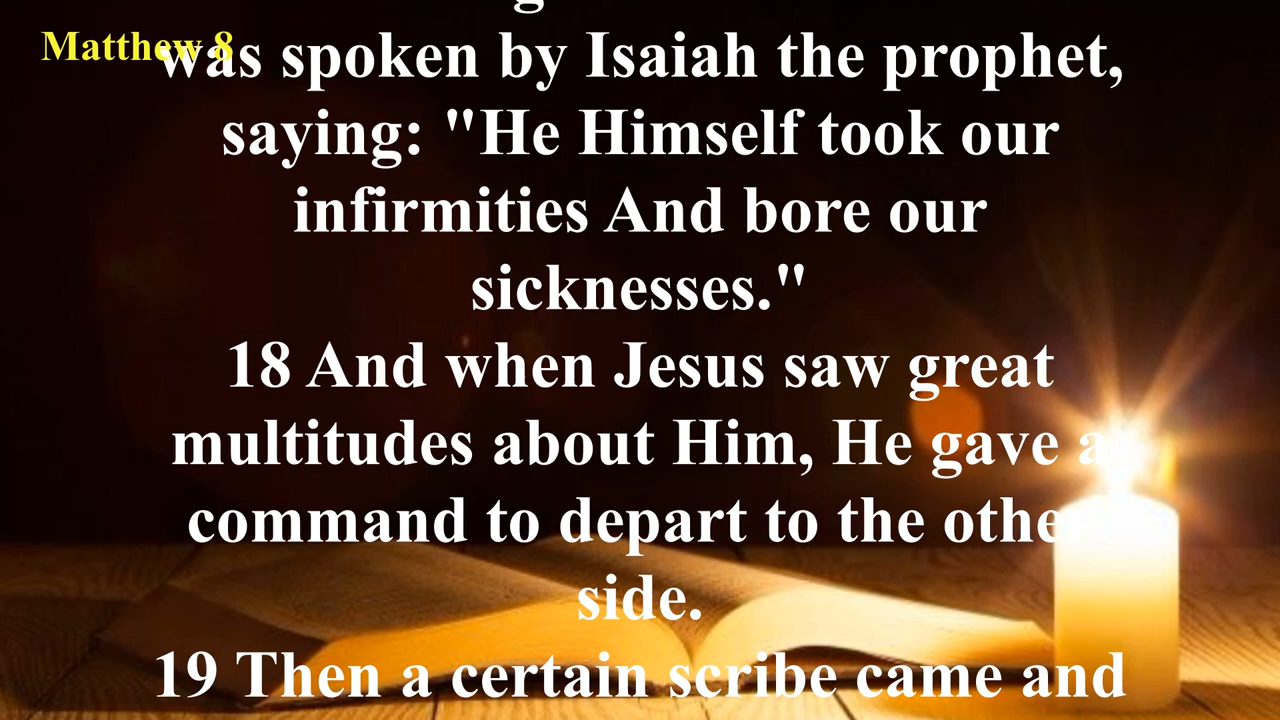 Matthew 8
was spoken by Isaiah the prophet,
saying: "He Himself took our
infirmities And bore our
sicknesses."
18 And when Jesus saw great
multitudes about Him, He gave a
command to depart to the other
side.
19 Then a certain scribe came and